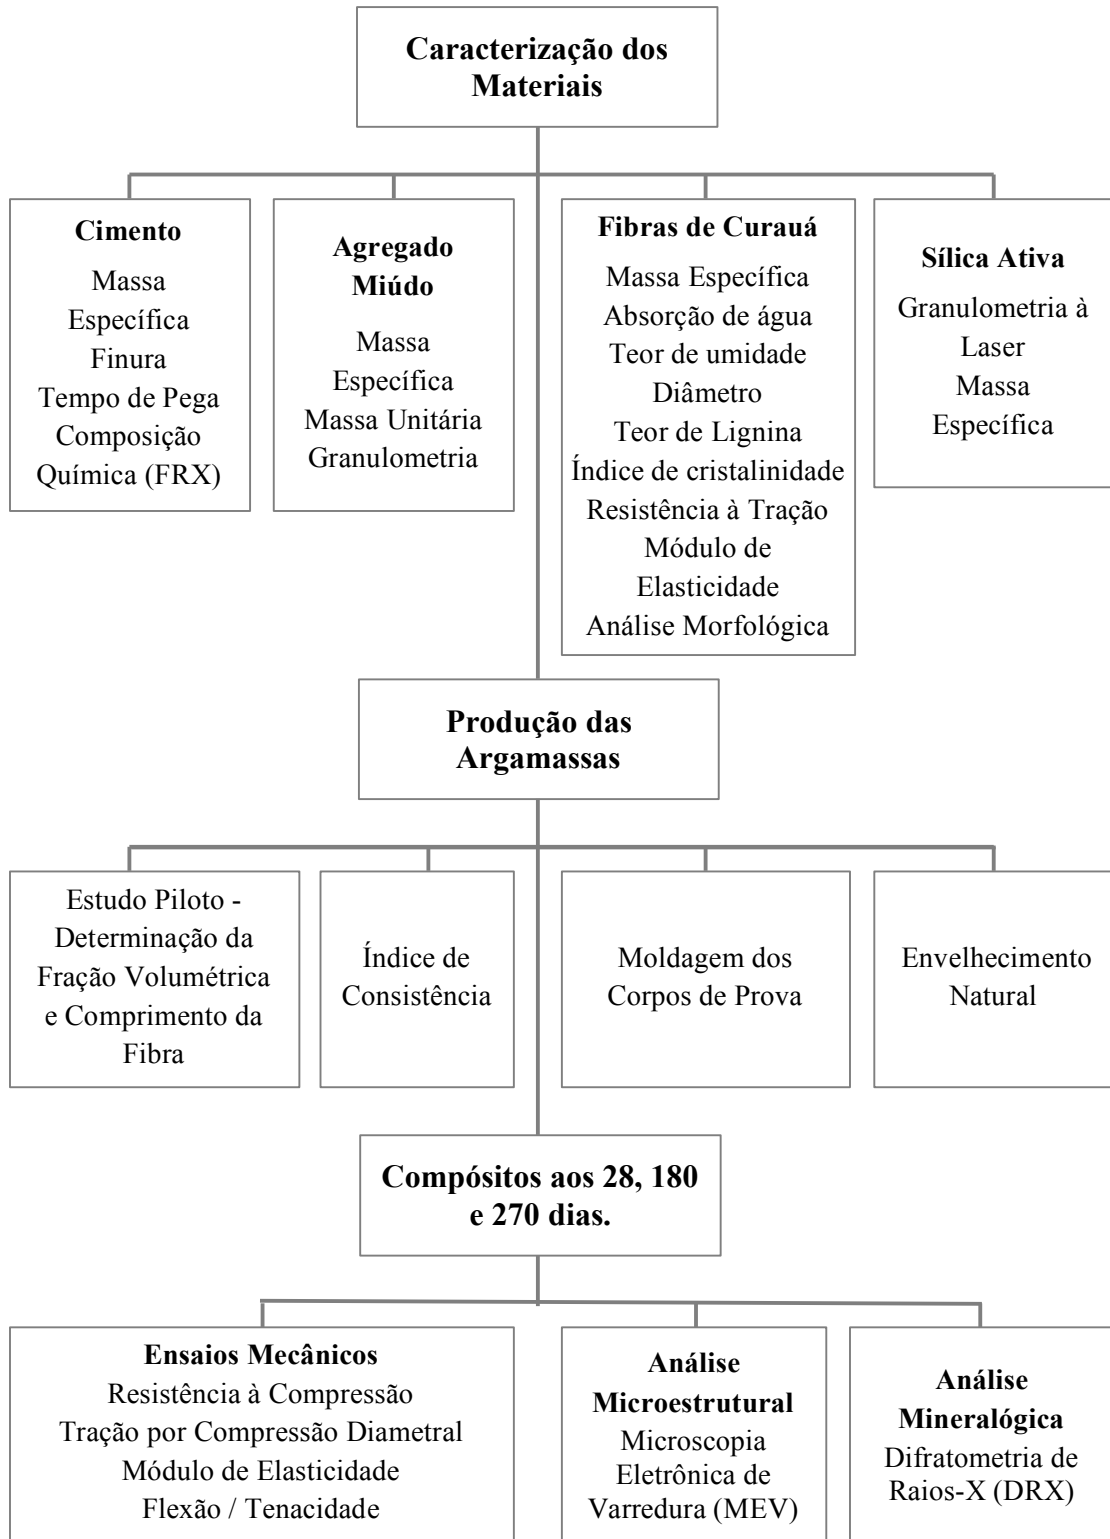 Caracterização dos
Materiais
Cimento
Massa
Específica
Finura
Tempo de Pega
Composição
Química (FRX)
Agregado
Miúdo
Massa
Específica
Massa Unitária
Granulometria
Fibras de Curauá
Massa Específica
Absorção de água
Teor de umidade
Diâmetro
Teor de Lignina
Índice de cristalinidade
Resistência à Tração
Módulo de
Elasticidade
Análise Morfológica
Sílica Ativa
Granulometria à
Laser
Massa
Específica
Produção das
Argamassas
Estudo Piloto -
Determinação da
Fração Volumétrica
e Comprimento da
Fibra
Índice de
Consistência
Moldagem dos
Corpos de Prova
Envelhecimento
Natural
Compósitos aos 28, 180
e 270 dias.
Ensaios Mecânicos
Resistência à Compressão
Tração por Compressão Diametral
Módulo de Elasticidade
Flexão / Tenacidade
Análise
Microestrutural
Microscopia
Eletrônica de
Varredura (MEV)
Análise
Mineralógica
Difratometria de
Raios-X (DRX)